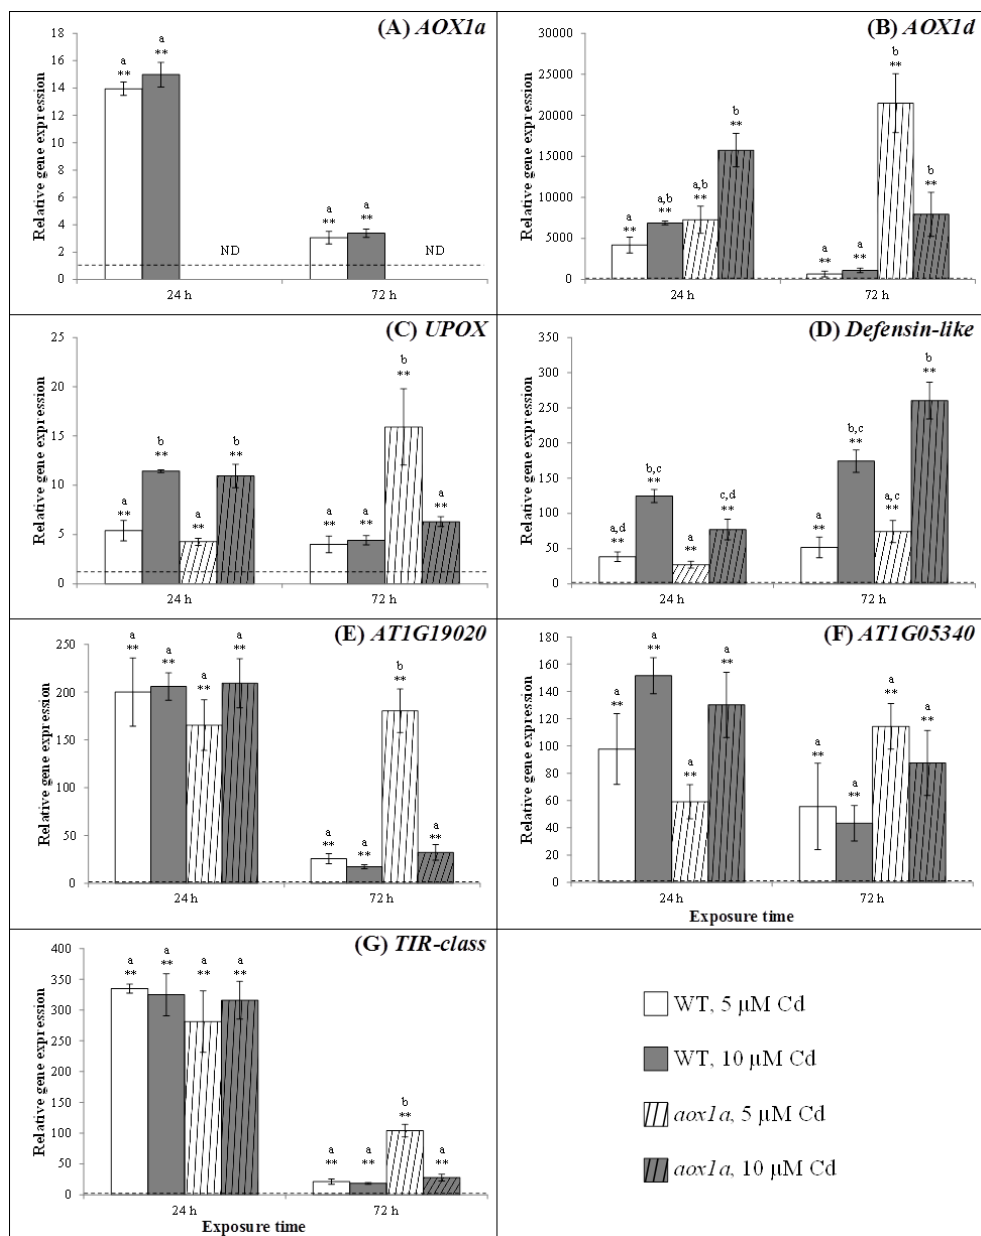 (A) AOX1a
Relative gene expression
18
16
14
12
10
8
6
4
2
0
a
**
a
**
ND
a
**
a
**
ND
24 h
72 h
(B) AOX1d
Relative gene expression
30000
25000
20000
15000
10000
5000
0
a
**
a,b
**
a,b
**
b
**
a
**
a
**
b
**
b
**
24 h
72 h
(C) UPOX
Relative gene expression
25
20
15
10
5
0
a
**
b
**
a
**
b
**
a
**
a
**
b
**
a
**
24 h
72 h
(D) Defensin-like
Relative gene expression
350
300
250
200
150
100
50
0
a,d
**
b,c
**
a
**
c,d
**
a
**
b,c
**
a,c
**
b
**
24 h
72 h
(E) AT1G19020
Relative gene expression
250
200
150
100
50
0
a
**
a
**
a
**
a
**
a
**
a
**
b
**
a
**
24 h
72 h
(F) AT1G05340
Relative gene expression
180
160
140
120
100
80
60
40
20
0
a
**
a
**
a
**
a
**
a
**
a
**
a
**
a
**
24 h
72 h
Exposure time
(G) TIR-class
Relative gene expression
400
350
300
250
200
150
100
50
0
a
**
a
**
a
**
a
**
a
**
a
**
b
**
a
**
24 h
72 h
Exposure time
WT, 5 µM Cd
WT, 10 µM Cd
aox1a, 5 µM Cd
aox1a, 10 µM Cd